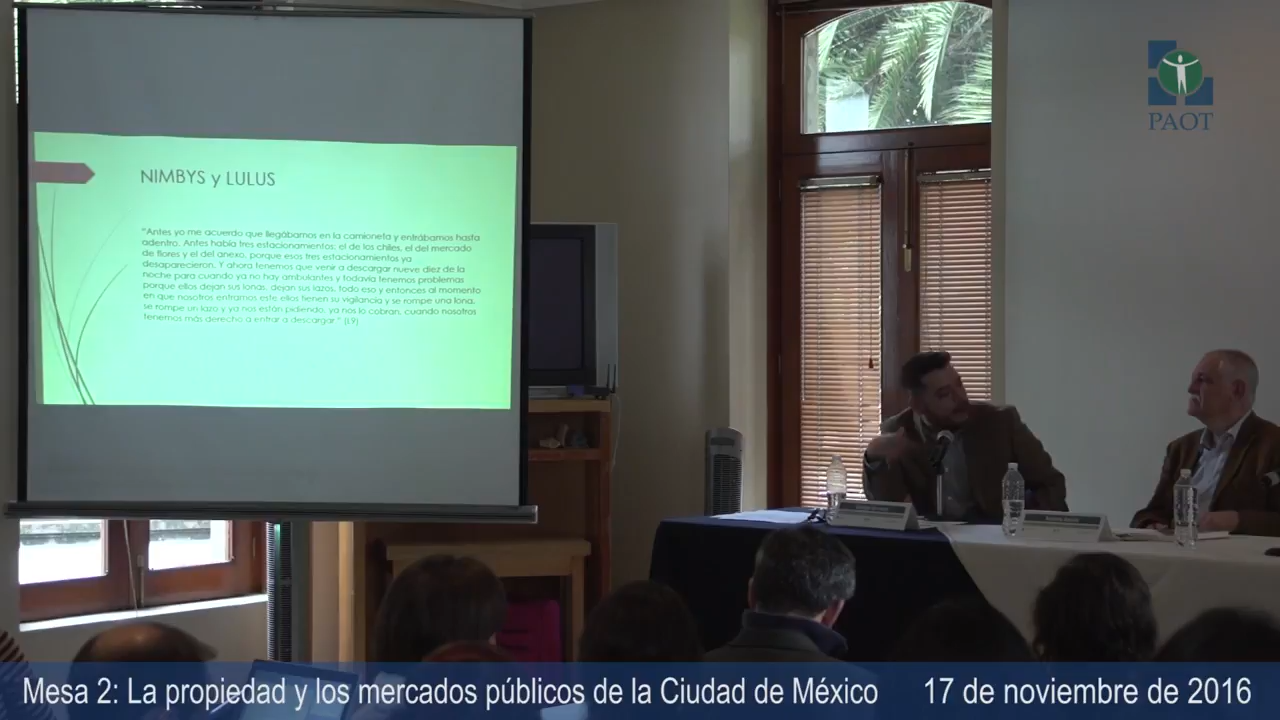 PAOT
NIMBYS y LULUS
"Antes yo me acuerdo que llegábamos en la camioneta y entrábamos hasta
adentro. Antes había tres estacionamientos: el de los chiles, el del mercado
de flores y el del anexo, porque esos tres estacionamientos ya
desaparecieron. Y ahora tenemos que venir a descargar nueve diez de la
noche para cuando ya no hay ambulantes y todavía tenemos problemas
porque ellos dejan sus lonas, dejan sus lazos, todo eso y entonces al momento
en que nosotros entramos este ellos tienen su vigilancia y se rompe una lona,
se rompe un lazo y ya nos están pidiendo, ya nos lo cobran, cuando nosotros
tenemos más derecho a entrar a descargar." (L9)
Mesa 2: La propiedad y los mercados públicos de la Ciudad de México 17 de noviembre de 2016